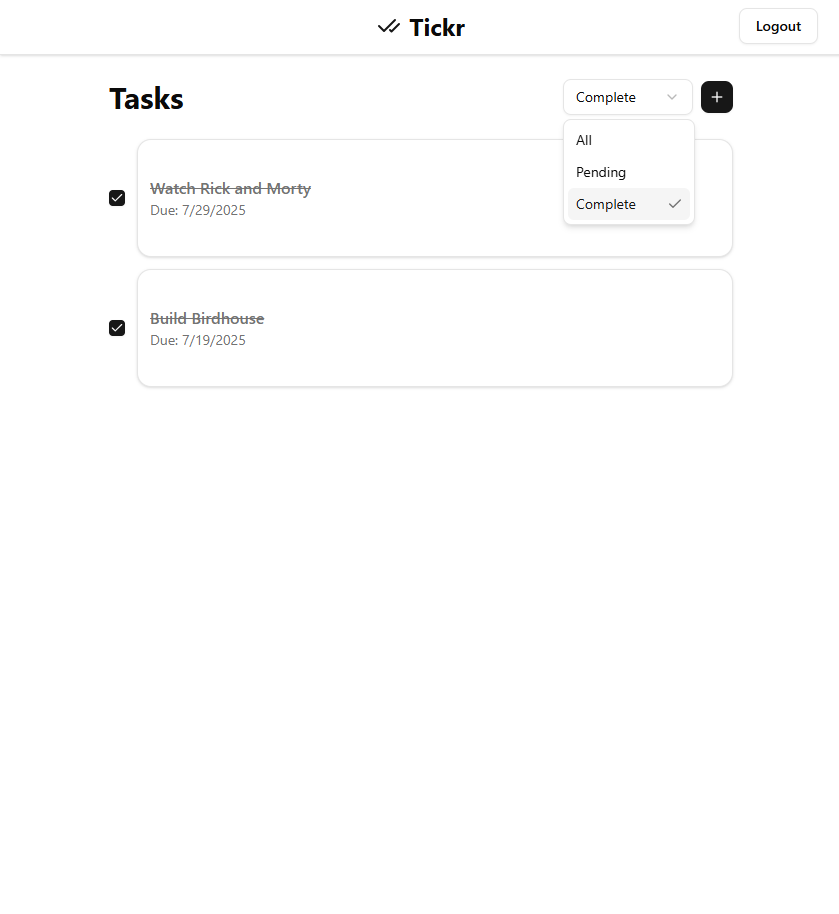 Tickr
Logout
Tasks
Complete
All
Pending
Complete
Watch Rick and Morty
Due: 7/29/2025
Build Birdhouse
Due: 7/19/2025